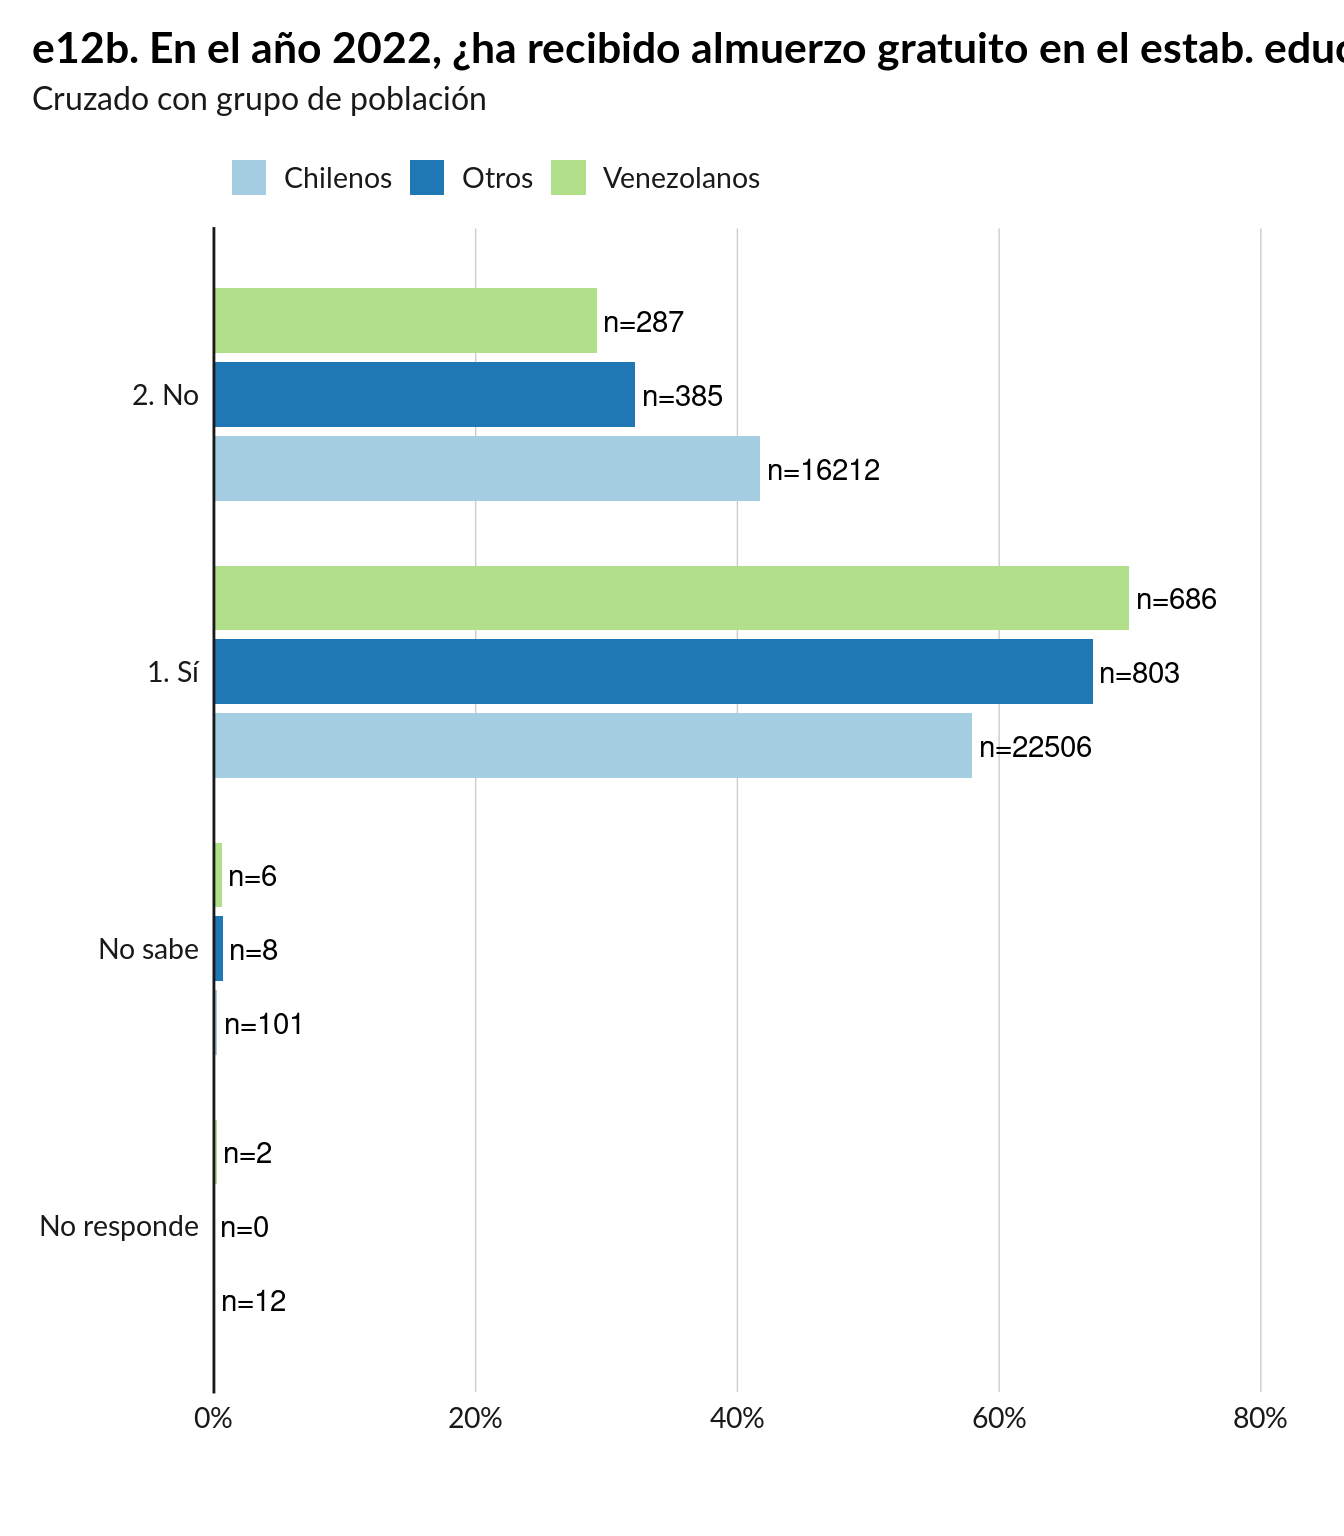 e12b. En el año 2022, ¿ha recibido almuerzo gratuito en el estab.
Cruzado con grupo de población
Chilenos Otros Venezolanos
n=287
2. No n=385
n=16212
n=686
1. Sí n=803
n=22506
n=6
No sabe n=8
n=101
n=2
No responde n=0
n=12
0% 20% 40% 60% 80%